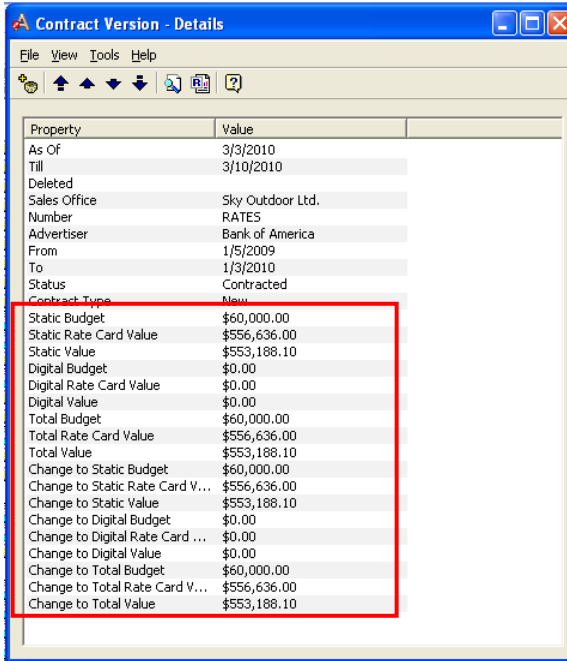 Contract Version - Details
File View Tools Help
Property Value
As Of 3/3/2010
Till 3/10/2010
Deleted
Sales Office Sky Outdoor Ltd.
Number RATES
Advertiser Bank of America
From 1/5/2009
To 1/3/2010
Status Contracted
Contract Type New
Static Budget $60,000.00
Static Rate Card Value $556,636.00
Static Value $553,188.10
Digital Budget $0.00
Digital Rate Card Value $0.00
Digital Value $0.00
Total Budget $60,000.00
Total Rate Card Value $556,636.00
Total Value $553,188.10
Change to Static Budget $60,000.00
Change to Static Rate Card V... $556,636.00
Change to Static Value $553,188.10
Change to Digital Budget $0.00
Change to Digital Rate Card ... $0.00
Change to Digital Value $0.00
Change to Total Budget $60,000.00
Change to Total Rate Card V... $556,636.00
Change to Total Value $553,188.10